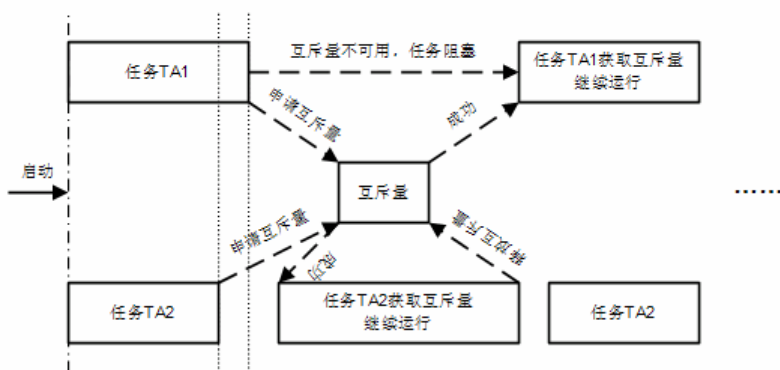 任务TA1
互斥量不可用，任务阻塞
任务TA1获取互斥量
继续运行
申请互斥量
成功
启动
互斥量
......
申请互斥量
成功
释放互斥量
任务TA2
任务TA2获取互斥量
继续运行
任务TA2